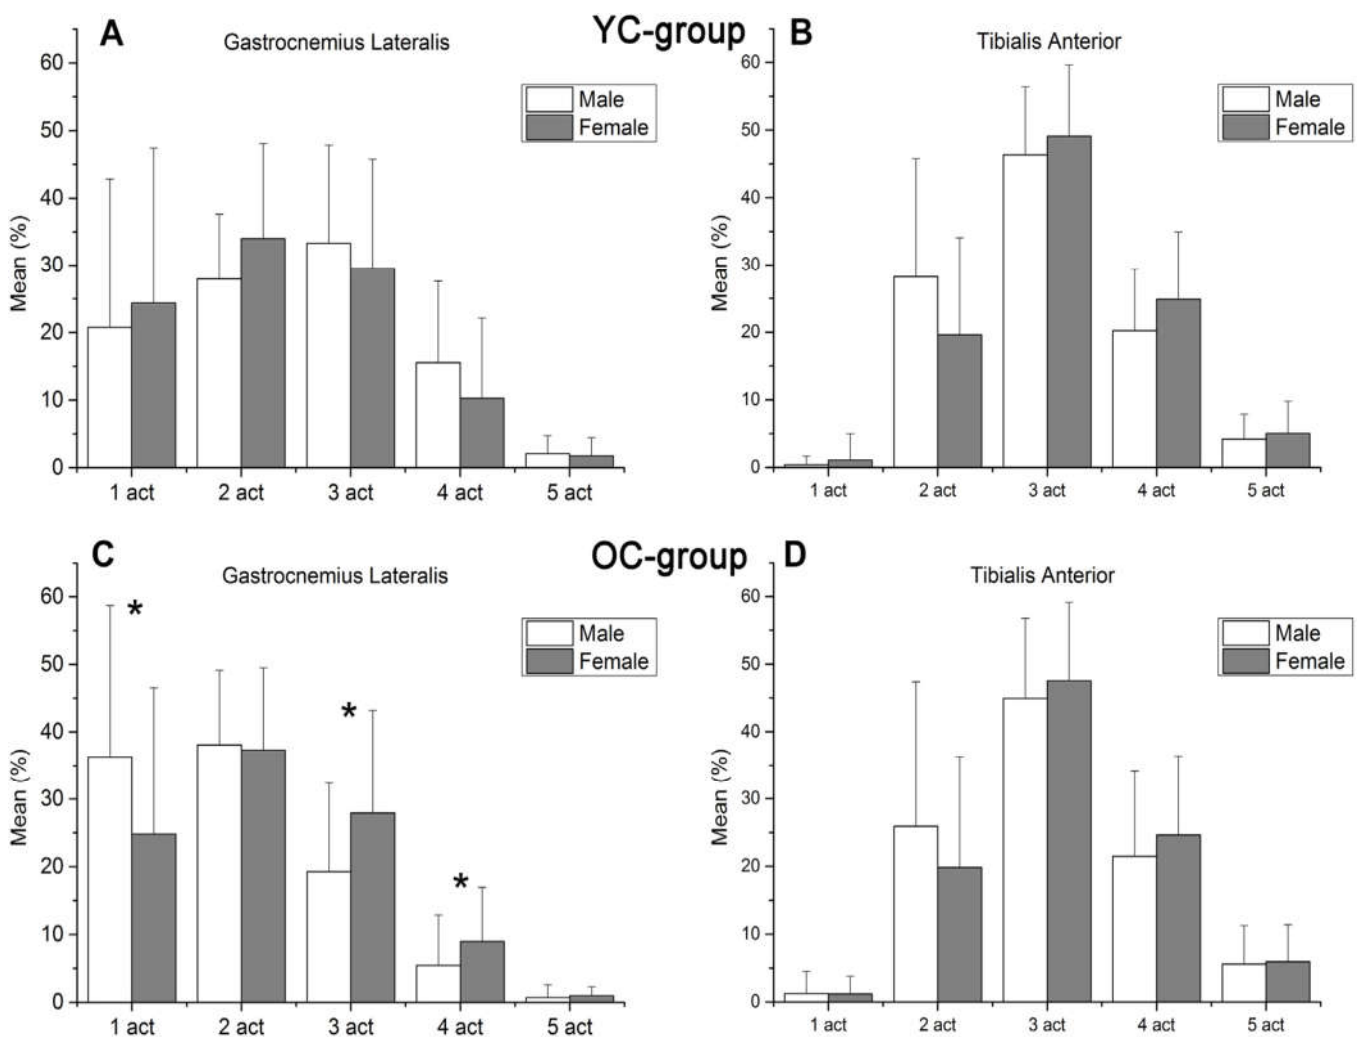 YC-group
A
Gastrocnemius Lateralis
Male
Female
Mean (%)
60
50
40
30
20
10
0
1 act 2 act 3 act 4 act 5 act
B
Tibialis Anterior
Male
Female
Mean (%)
60
50
40
30
20
10
0
1 act 2 act 3 act 4 act 5 act
OC-group
C
Gastrocnemius Lateralis
Male
Female
Mean (%)
60
50
40
30
20
10
0
*
*
*
1 act 2 act 3 act 4 act 5 act
D
Tibialis Anterior
Male
Female
Mean (%)
60
50
40
30
20
10
0
1 act 2 act 3 act 4 act 5 act